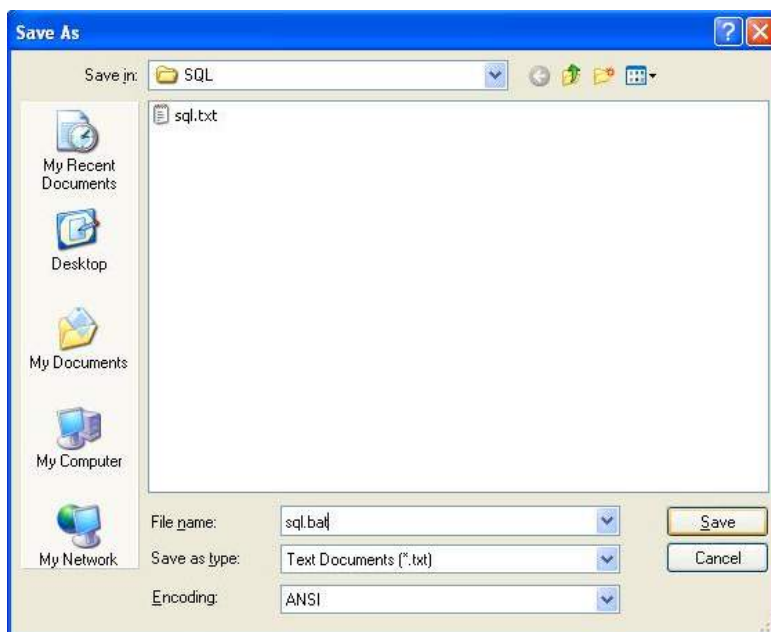 Save As
Save in:
SQL
sql.txt
My Recent
Documents
Desktop
My Documents
My Computer
My Network
File name:
sql.bat
Save
Save as type:
Text Documents (*.txt)
Cancel
Encoding:
ANSI